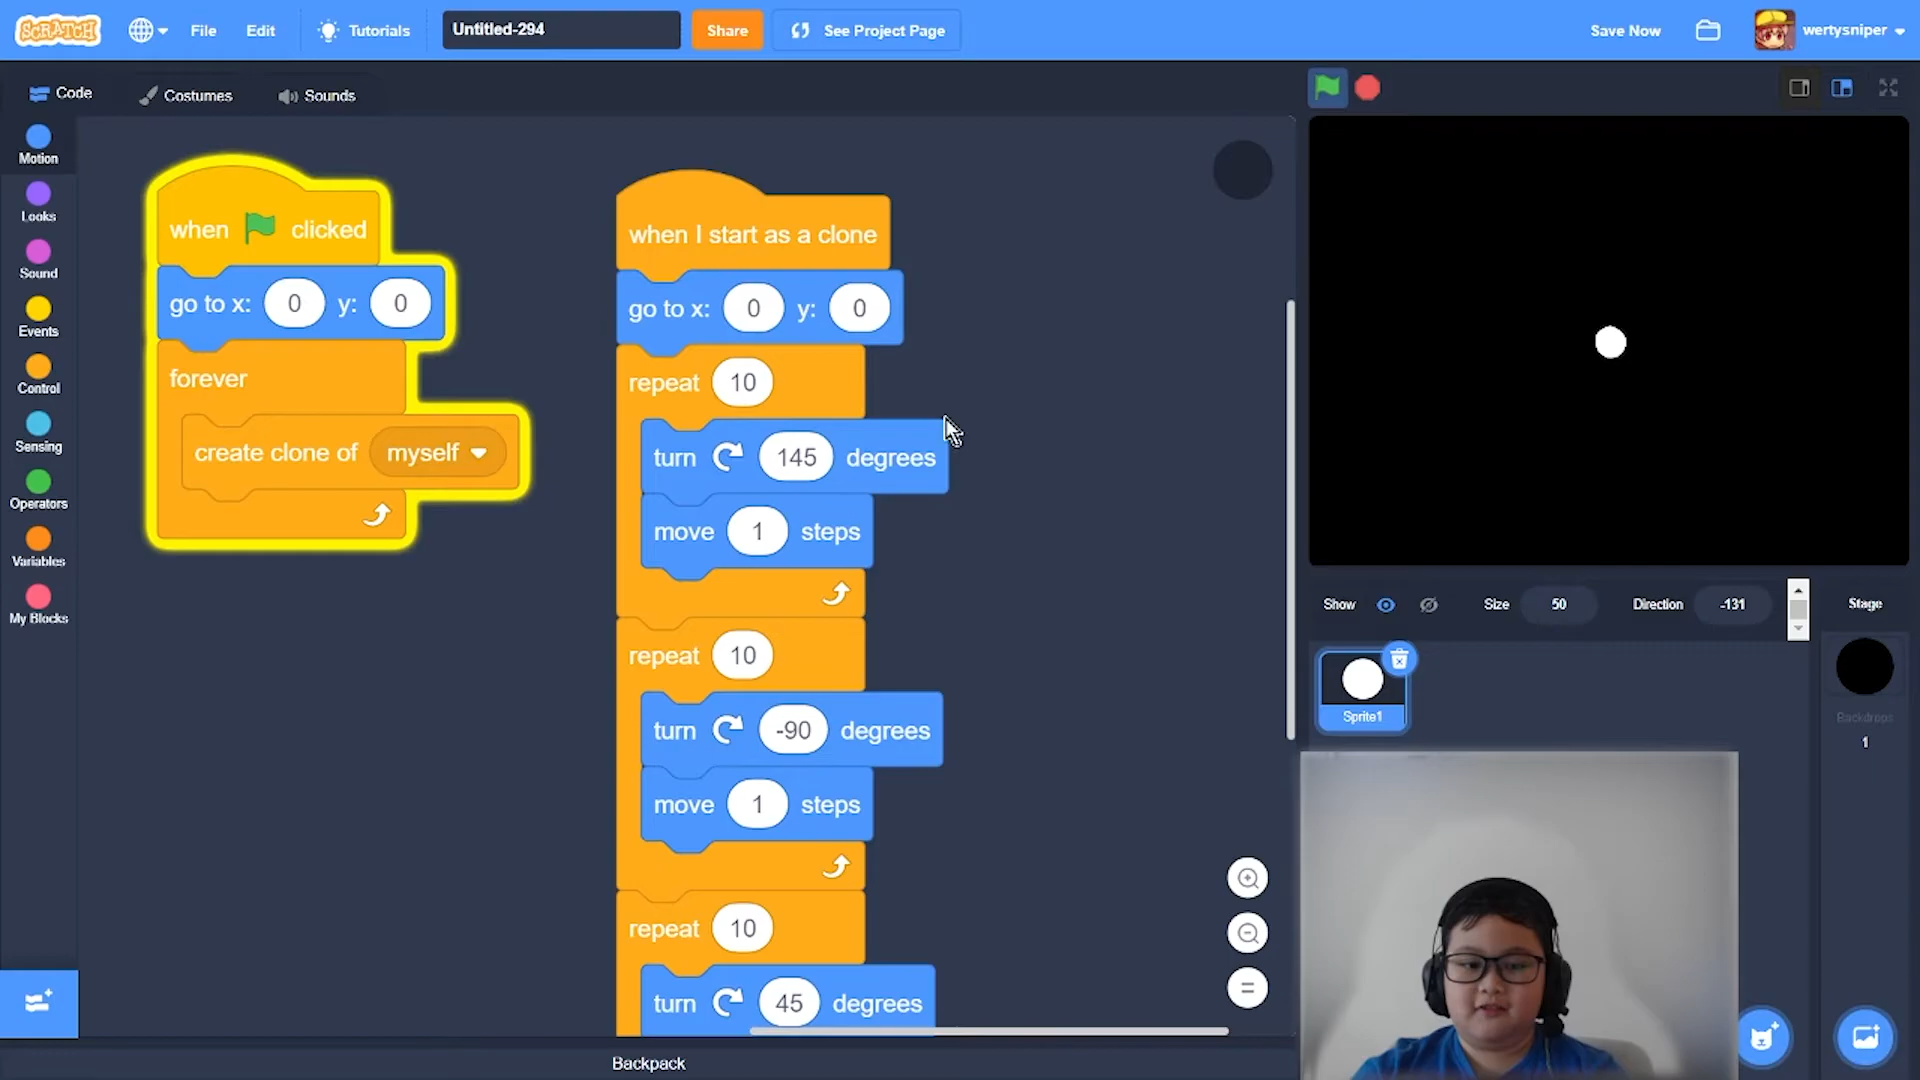 SCRATCH
File
Edit
Tutorials
Untitled-294
Share
See Project Page
Save Now
wertysniper
Code
Costumes
Sounds
Motion
Looks
Sound
Events
Control
Sensing
Operators
Variables
My Blocks
when clicked
go to x: 0 y: 0
forever
create clone of myself
when I start as a clone
go to x: 0 y: 0
repeat 10
turn 145 degrees
move 1 steps
repeat 10
turn -90 degrees
move 1 steps
repeat 10
turn 45 degrees
Backpack
Show
Size 50
Direction -131
Stage
Sprite1
Backdrops
1